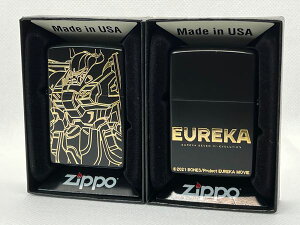 Made in USA
Made in USA
EUREKA
EUREKA SEVEN HI-EVOLUTION
© 2021 BONES/Project EUREKA MOVIE
zippo
zippo